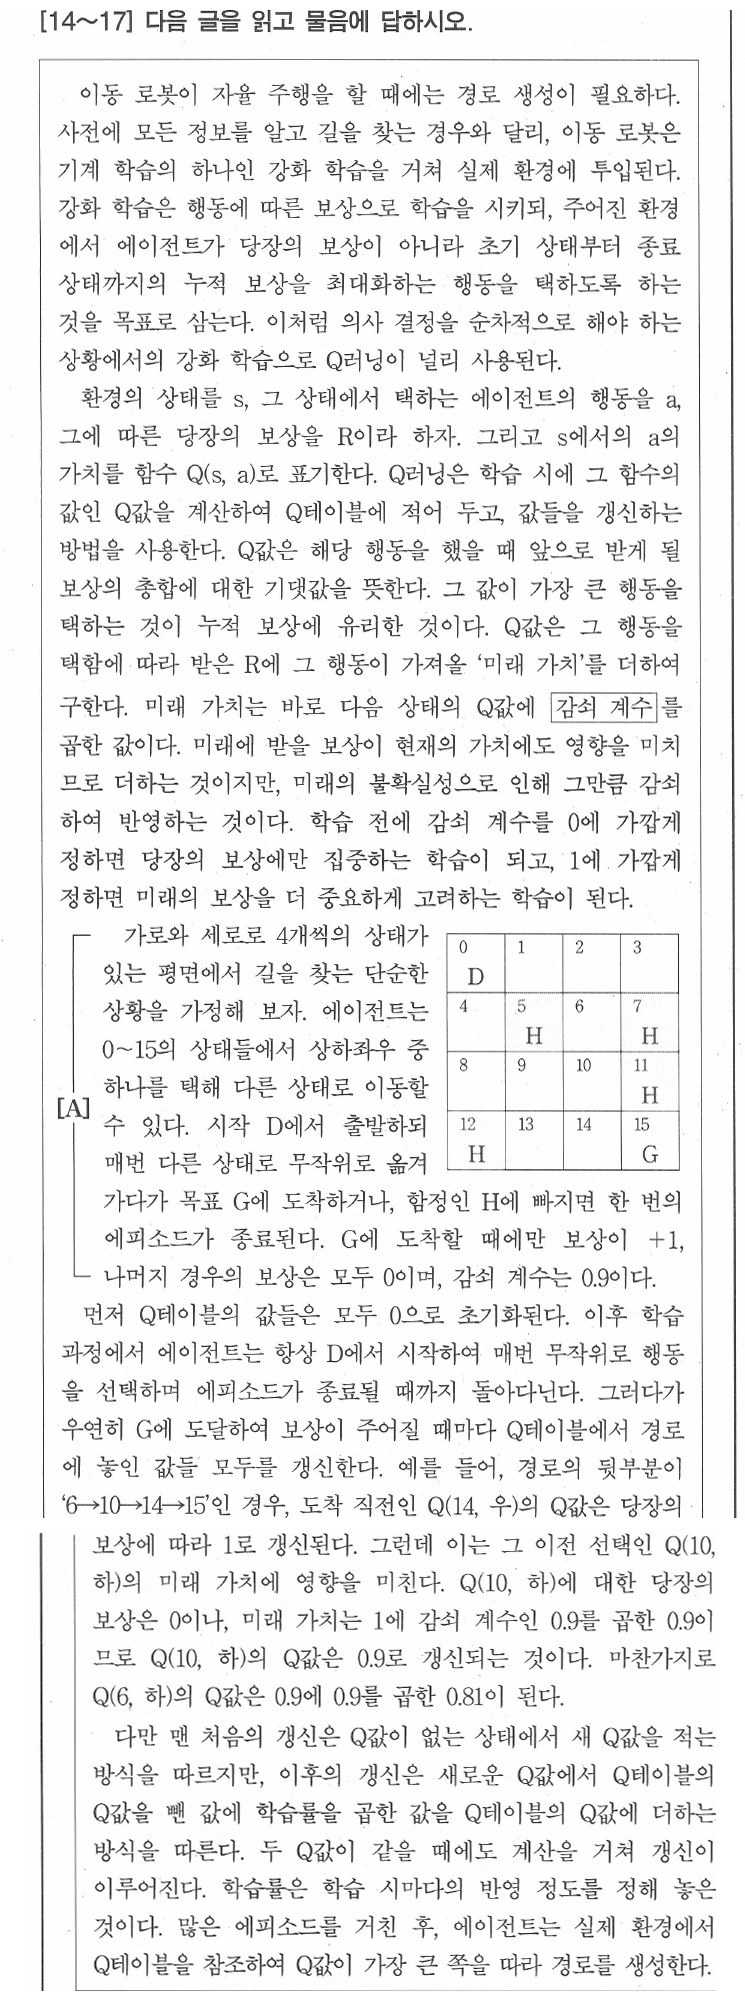 [14~17] 다음 글을 읽고 물음에 답하시오.
이동 로봇이 자율 주행을 할 때에는 경로 생성이 필요하다.
사전에 모든 정보를 알고 길을 찾는 경우와 달리, 이동 로봇은
기계 학습의 하나인 강화 학습을 거쳐 실제 환경에 투입된다.
강화 학습은 행동에 따른 보상으로 학습을 시키되, 주어진 환경
에서 에이전트가 당장의 보상이 아니라 초기 상태부터 종료
상태까지의 누적 보상을 최대화하는 행동을 택하도록 하는
것을 목표로 삼는다. 이처럼 의사 결정을 순차적으로 해야 하는
상황에서의 강화 학습으로 Q러닝이 널리 사용된다.
환경의 상태를 s, 그 상태에서 택하는 에이전트의 행동을 a,
그에 따른 당장의 보상을 R이라 하자. 그리고 s에서의 a의
가치를 함수 Q(s, a)로 표기한다. Q러닝은 학습 시에 그 함수의
값인 Q값을 계산하여 Q테이블에 적어 두고, 값들을 갱신하는
방법을 사용한다. Q값은 해당 행동을 했을 때 앞으로 받게 될
보상의 총합에 대한 기댓값을 뜻한다. 그 값이 가장 큰 행동을
택하는 것이 누적 보상에 유리한 것이다. Q값은 그 행동을
택함에 따라 받은 R에 그 행동이 가져올 ‘미래 가치’를 더하여
구한다. 미래 가치는 바로 다음 상태의 Q값에 감쇠 계수를
곱한 값이다. 미래에 받을 보상이 현재의 가치에도 영향을 미치
므로 더하는 것이지만, 미래의 불확실성으로 인해 그만큼 감쇠
하여 반영하는 것이다. 학습 전에 감쇠 계수를 0에 가깝게
정하면 당장의 보상에만 집중하는 학습이 되고, 1에 가깝게
정하면 미래의 보상을 더 중요하게 고려하는 학습이 된다.
[A]
가로와 세로로 4개씩의 상태가
있는 평면에서 길을 찾는 단순한
상황을 가정해 보자. 에이전트는
0~15의 상태들에서 상하좌우 중
하나를 택해 다른 상태로 이동할
수 있다. 시작 D에서 출발하되
매번 다른 상태로 무작위로 옮겨
0 1 2 3
D
4 5 6 7
H H
8 9 10 11
H
12 13 14 15
H G
가다가 목표 G에 도착하거나, 함정인 H에 빠지면 한 번의
에피소드가 종료된다. G에 도착할 때에만 보상이 +1,
나머지 경우의 보상은 모두 0이며, 감쇠 계수는 0.9이다.
먼저 Q테이블의 값들은 모두 0으로 초기화된다. 이후 학습
과정에서 에이전트는 항상 D에서 시작하여 매번 무작위로 행동
을 선택하며 에피소드가 종료될 때까지 돌아다닌다. 그러다가
우연히 G에 도달하여 보상이 주어질 때마다 Q테이블에서 경로
에 놓인 값들 모두를 갱신한다. 예를 들어, 경로의 뒷부분이
‘6→10→14→15’인 경우, 도착 직전인 Q(14, 우)의 Q값은 당장의
보상에 따라 1로 갱신된다. 그런데 이는 그 이전 선택인 Q(10,
하)의 미래 가치에 영향을 미친다. Q(10, 하)에 대한 당장의
보상은 0이나, 미래 가치는 1에 감쇠 계수인 0.9를 곱한 0.9이
므로 Q(10, 하)의 Q값은 0.9로 갱신되는 것이다. 마찬가지로
Q(6, 하)의 Q값은 0.9에 0.9를 곱한 0.81이 된다.
다만 맨 처음의 갱신은 Q값이 없는 상태에서 새 Q값을 적는
방식을 따르지만, 이후의 갱신은 새로운 Q값에서 Q테이블의
Q값을 뺀 값에 학습률을 곱한 값을 Q테이블의 Q값에 더하는
방식을 따른다. 두 Q값이 같을 때에도 계산을 거쳐 갱신이
이루어진다. 학습률은 학습 시마다의 반영 정도를 정해 놓은
것이다. 많은 에피소드를 거친 후, 에이전트는 실제 환경에서
Q테이블을 참조하여 Q값이 가장 큰 쪽을 따라 경로를 생성한다.